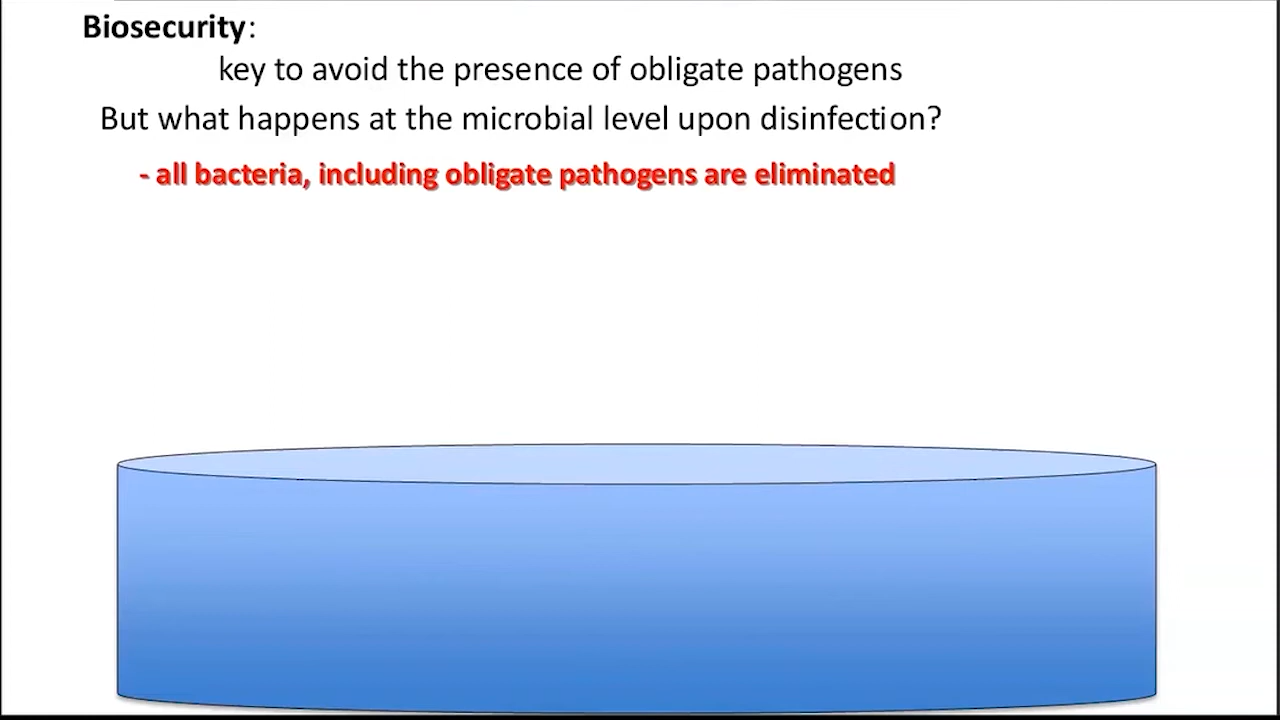 Biosecurity:
key to avoid the presence of obligate pathogens
But what happens at the microbial level upon disinfection?
- all bacteria, including obligate pathogens are eliminated